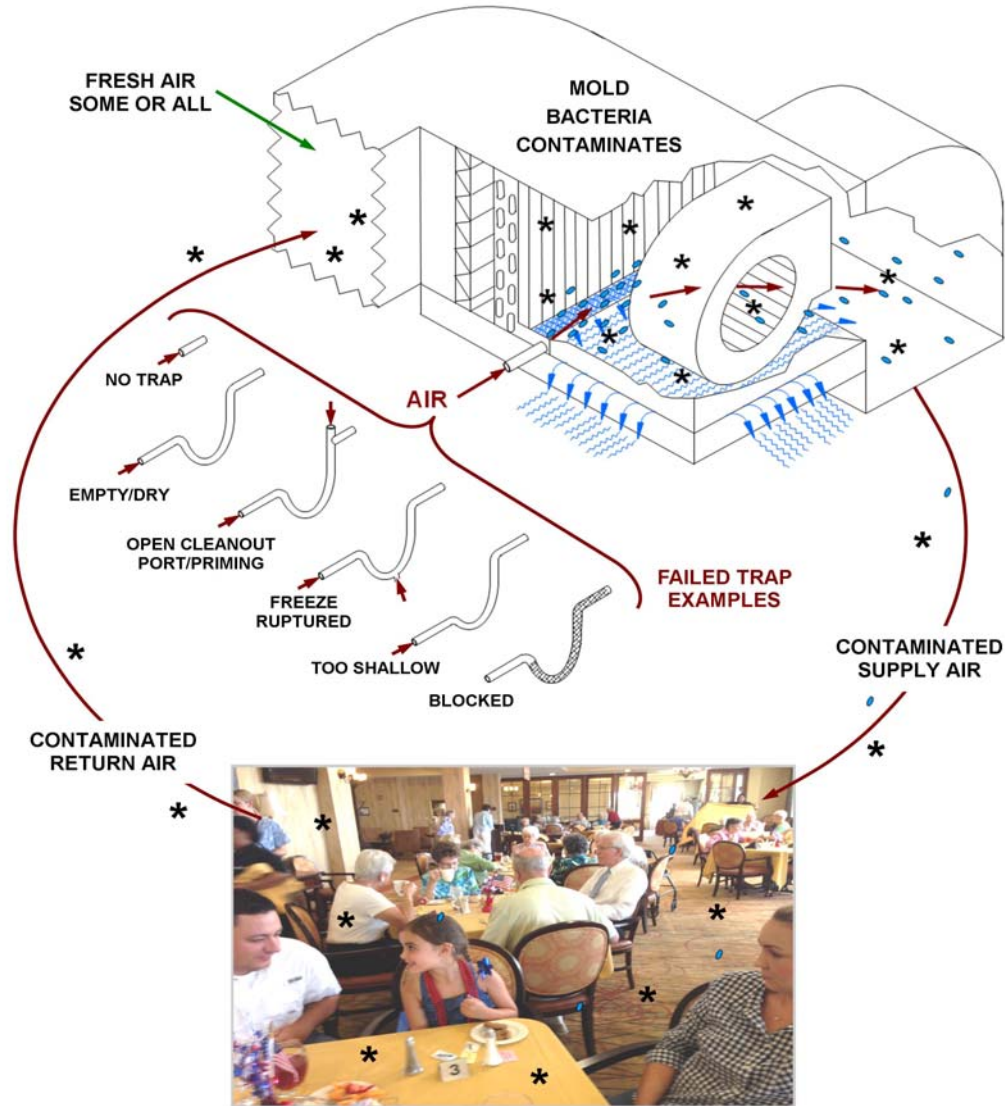 FRESH AIR
SOME OR ALL
MOLD
BACTERIA
CONTAMINATES
NO TRAP
AIR
EMPTY/DRY
OPEN CLEANOUT
PORT/PRIMING
FREEZE
RUPTURED
FAILED TRAP
EXAMPLES
TOO SHALLOW
BLOCKED
CONTAMINATED
SUPPLY AIR
CONTAMINATED
RETURN AIR
3